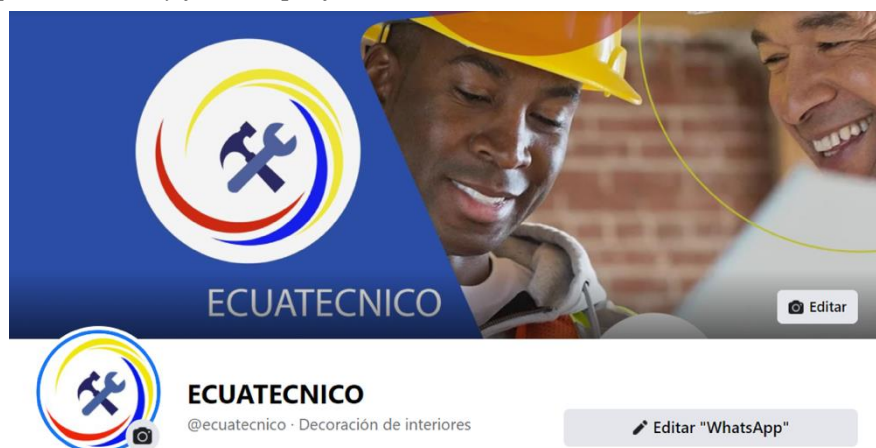 ECUATECNICO
Editar
ECUATECNICO
@ecuatecnico · Decoración de interiores
Editar "WhatsApp"